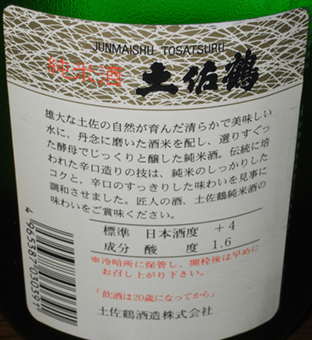 JUNMAISHU TOSATSURU
純米酒 土佐鶴
雄大な土佐の自然が育んだ清らかで美味しい
水に、丹念に磨いた酒米を配し、選りすぐっ
た酵母でじっくりと醸した純米酒。伝統に培
われた辛口造りの技は、純米のしっかりした
コクと、辛口のすっきりした味わいを見事に
調和させました。匠人の酒、土佐鶴純米酒の
味わいをご賞味ください。
標準 日本酒度 +4
成分 酸度 1.6
※冷暗所に保管し、開栓後は早めに
お召し上がり下さい。
「飲酒は20歳になってから」
土佐鶴酒造株式会社